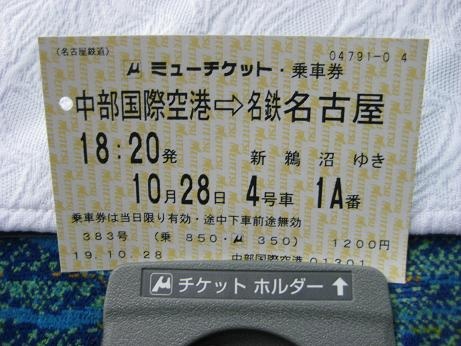 (名古屋鉄道) 04791-0 4
μ ミューチケット・乗車券
中部国際空港⇨名鉄名古屋
18:20発 新鵜沼 ゆき
10月28日 4号車 1A番
乗車券は当日限り有効・途中下車前途無効
383号 (乗 850・μ 350) 1200円
19.10.28 中部国際空港 01301
μ チケット ホルダー ↑